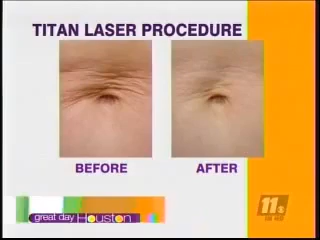 TITAN LASER PROCEDURE
BEFORE
AFTER
great day Houston
11